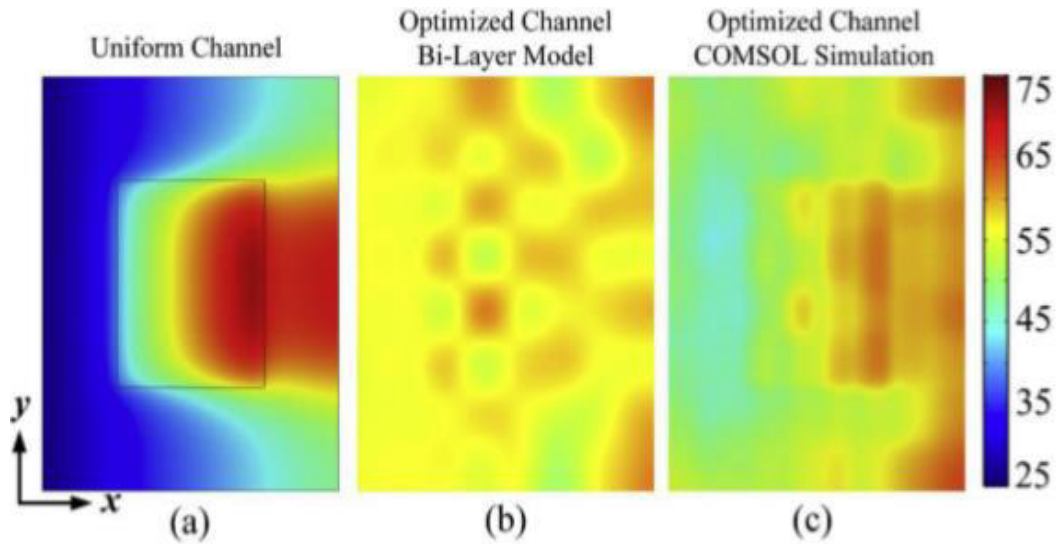 Uniform Channel
Optimized Channel
Bi-Layer Model
Optimized Channel
COMSOL Simulation
75
65
55
45
35
25
y
x
(a)
(b)
(c)